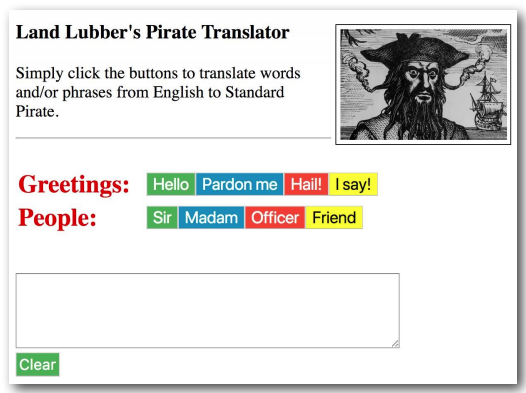 Land Lubber's Pirate Translator
Simply click the buttons to translate words
and/or phrases from English to Standard
Pirate.
Greetings: Hello Pardon me Hail! I say!
People: Sir Madam Officer Friend
Clear